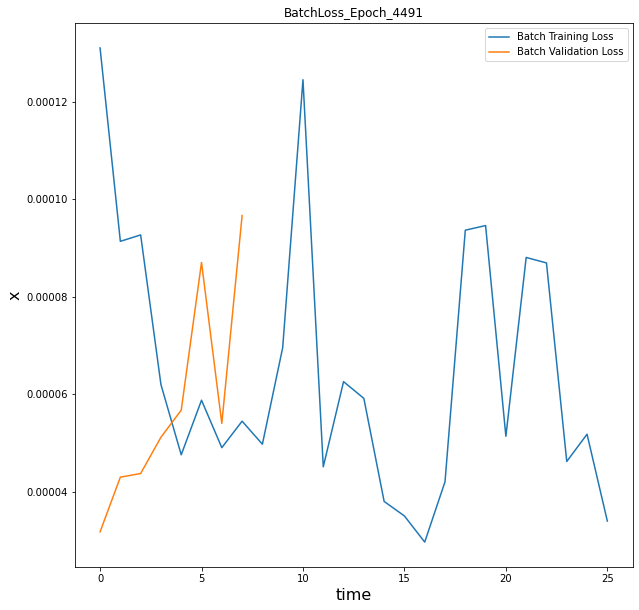 BatchLoss_Epoch_4491
Batch Training Loss
Batch Validation Loss
0.00012
0.00010
0.00008
0.00006
0.00004
x
0 5 10 15 20 25
time